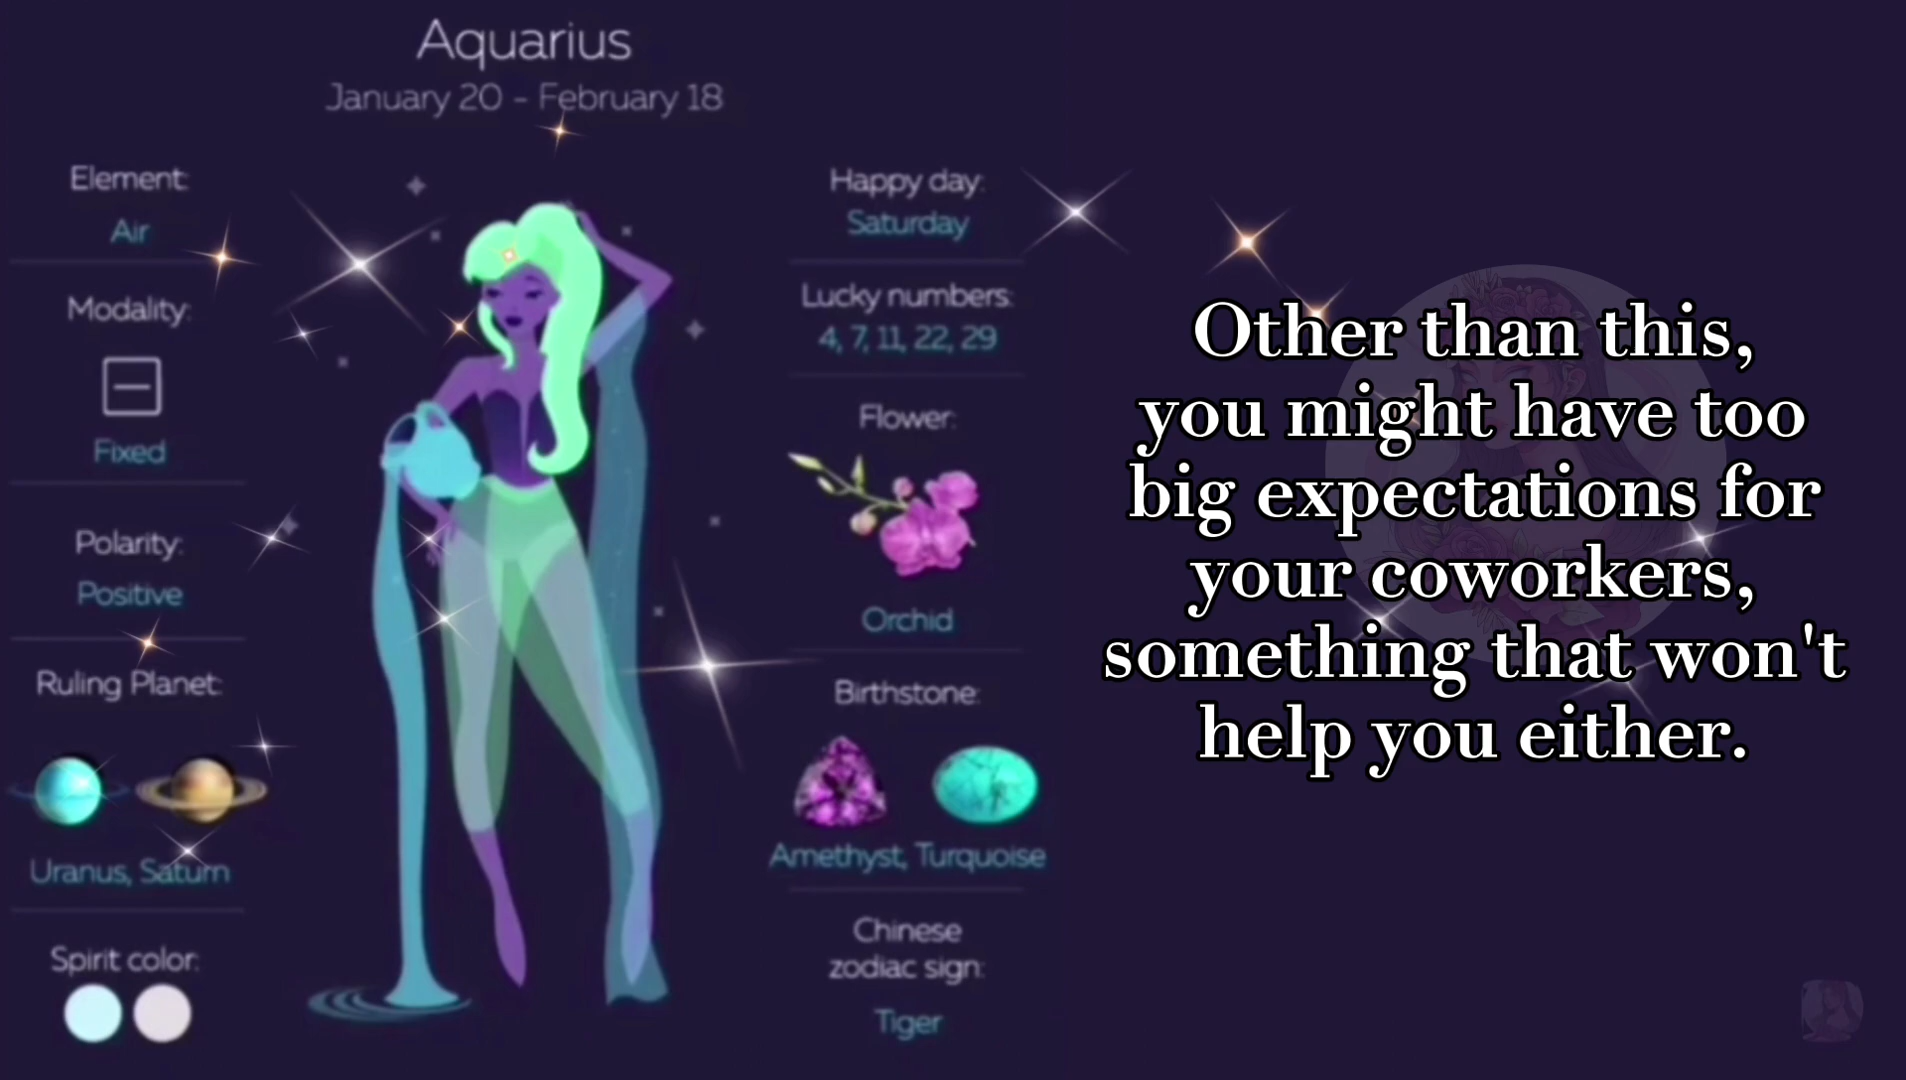 Aquarius
January 20 - February 18
Element:
Air
Modality:
Fixed
Polarity:
Positive
Ruling Planet:
Uranus, Saturn
Spirit color:
Happy day:
Saturday
Lucky numbers:
4, 7, 11, 22, 29
Flower:
Orchid
Birthstone:
Amethyst, Turquoise
Chinese
zodiac sign:
Tiger
Other than this,
you might have too
big expectations for
your coworkers,
something that won't
help you either.